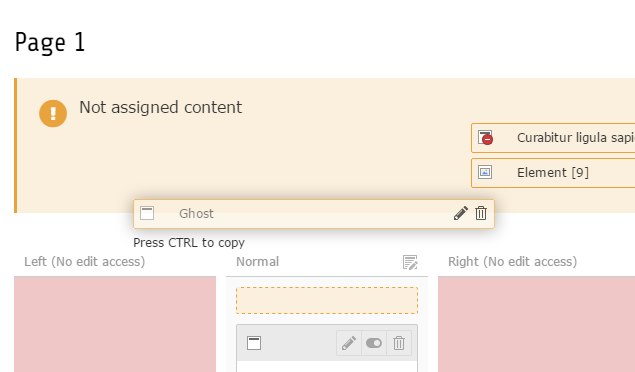 Page 1
Not assigned content
Curabitur ligula sapi
Element [9]
Ghost
Press CTRL to copy
Left (No edit access)
Normal
Right (No edit access)